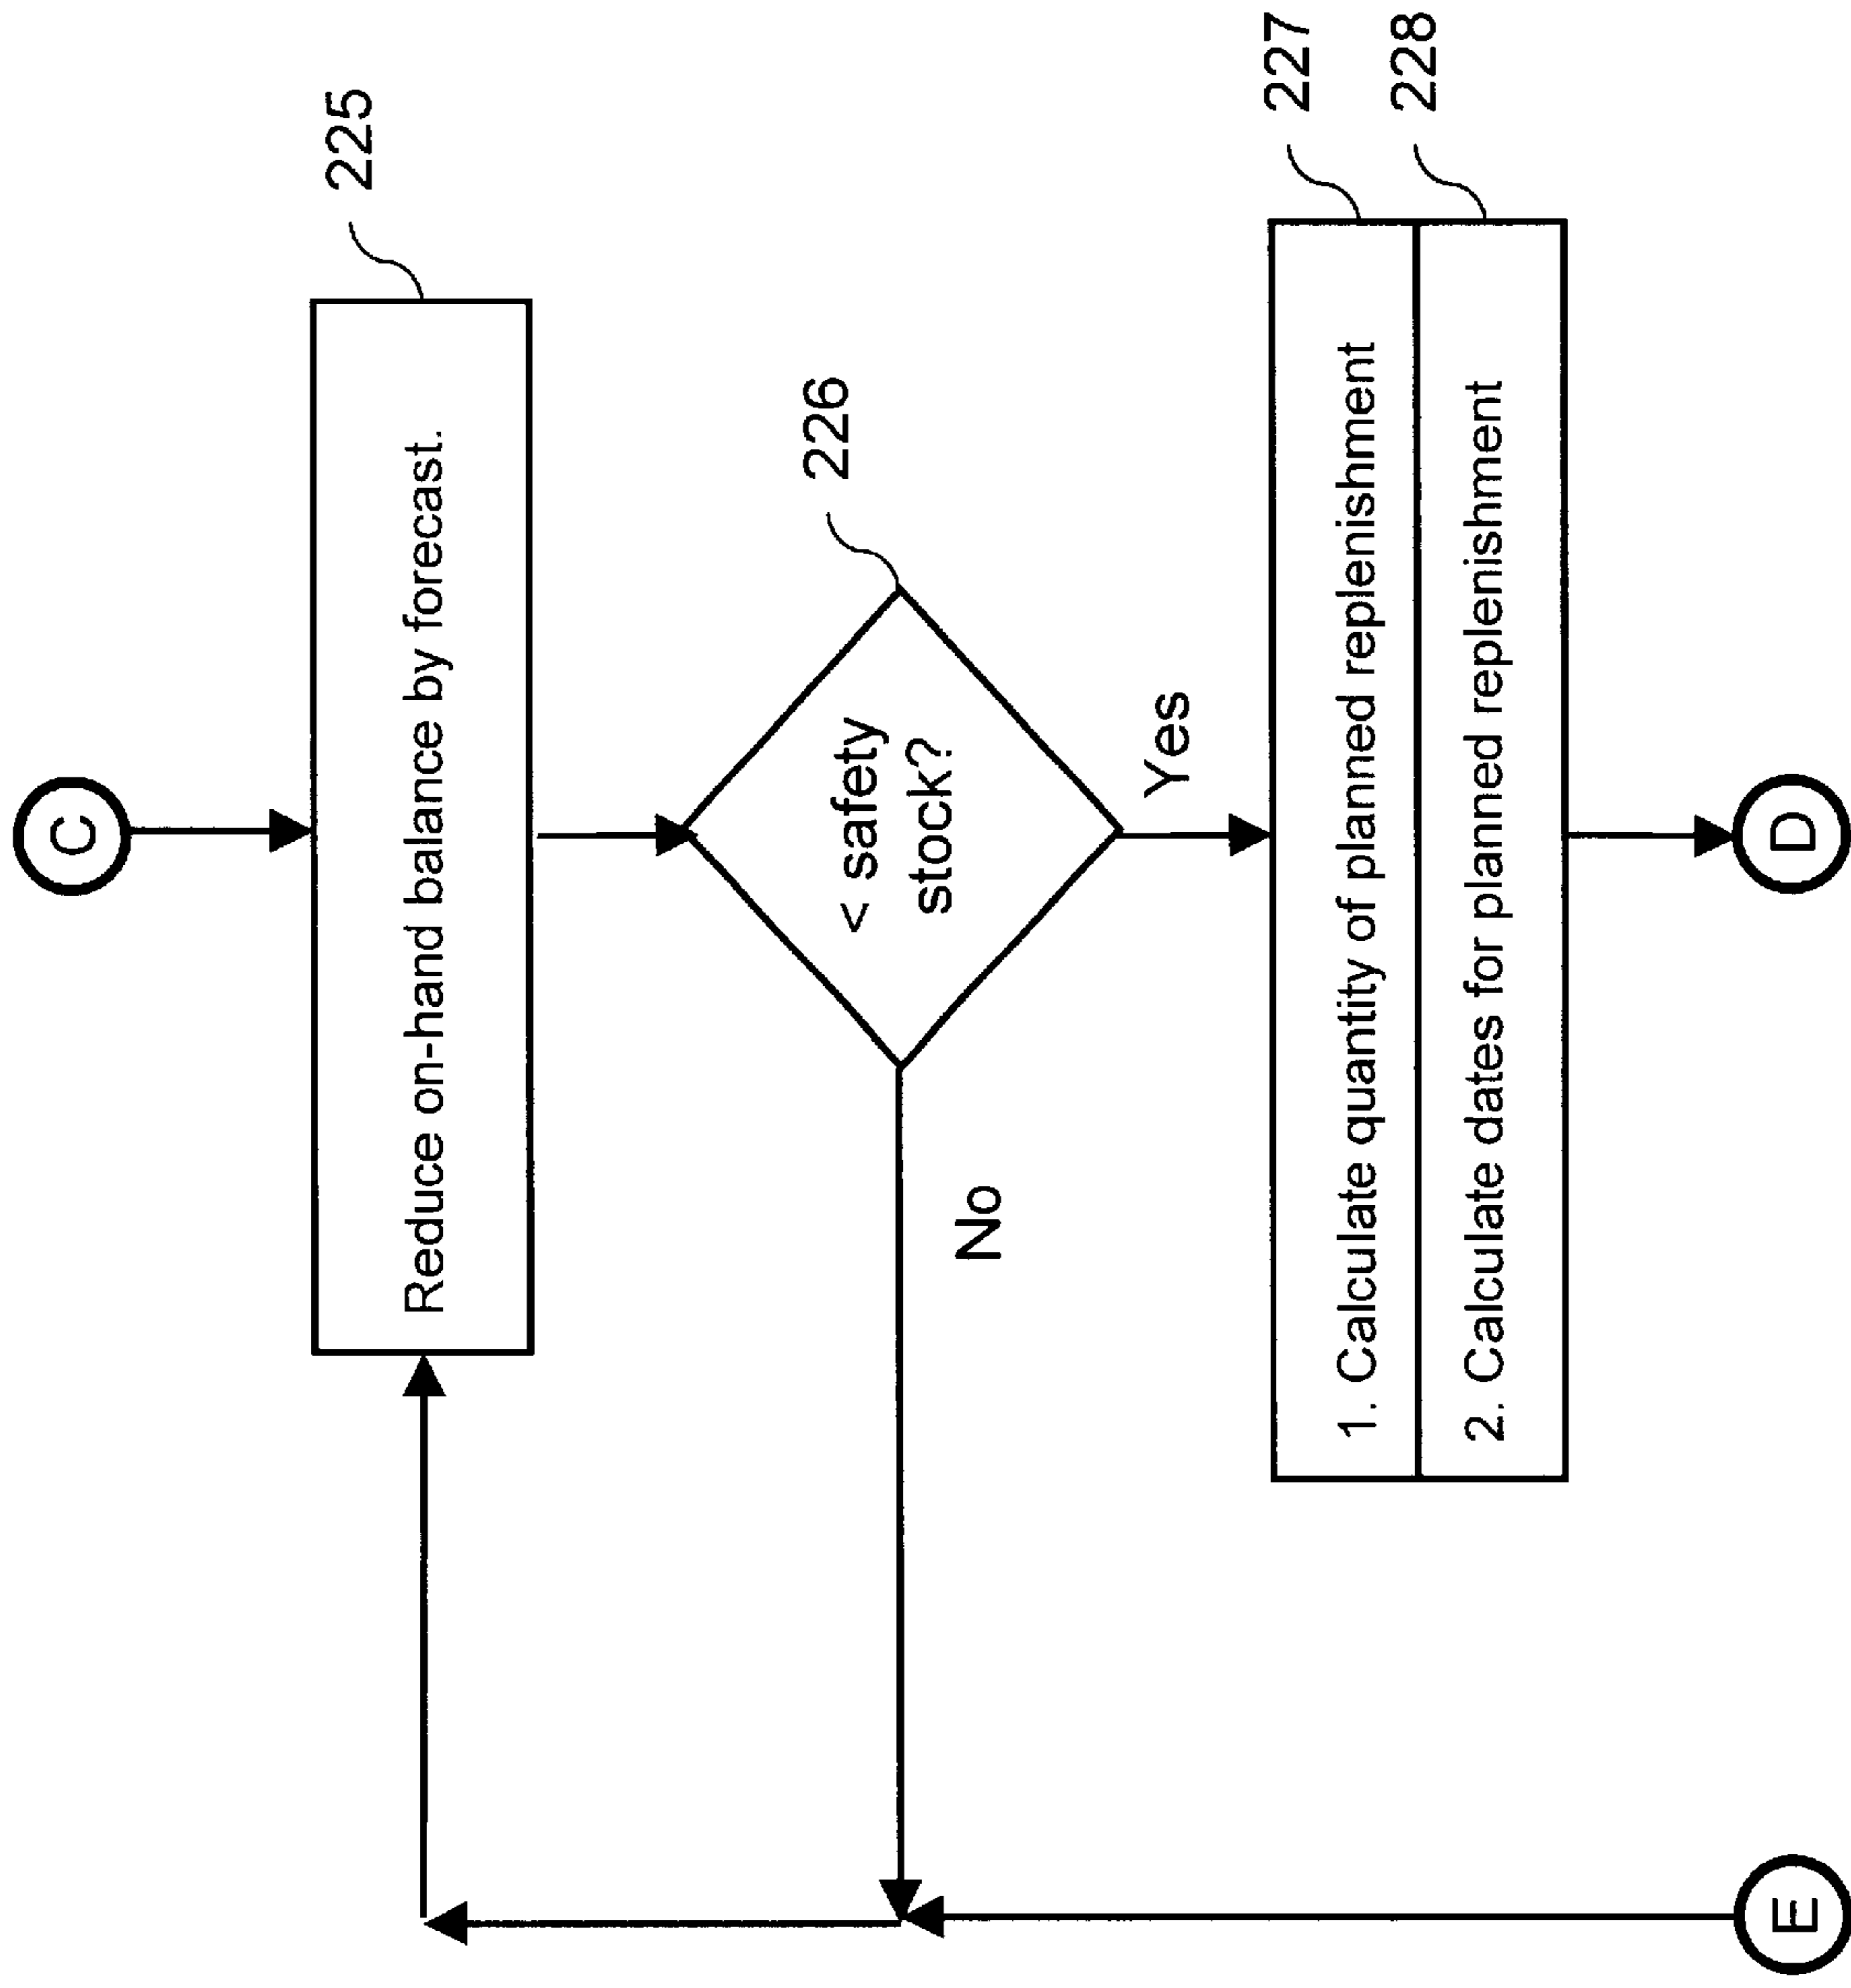 C
225
Reduce on-hand balance by forecast.
226
< safety
stock?
No
Yes
227
1. Calculate quantity of planned replenishment
228
2. Calculate dates for planned replenishment
E
D